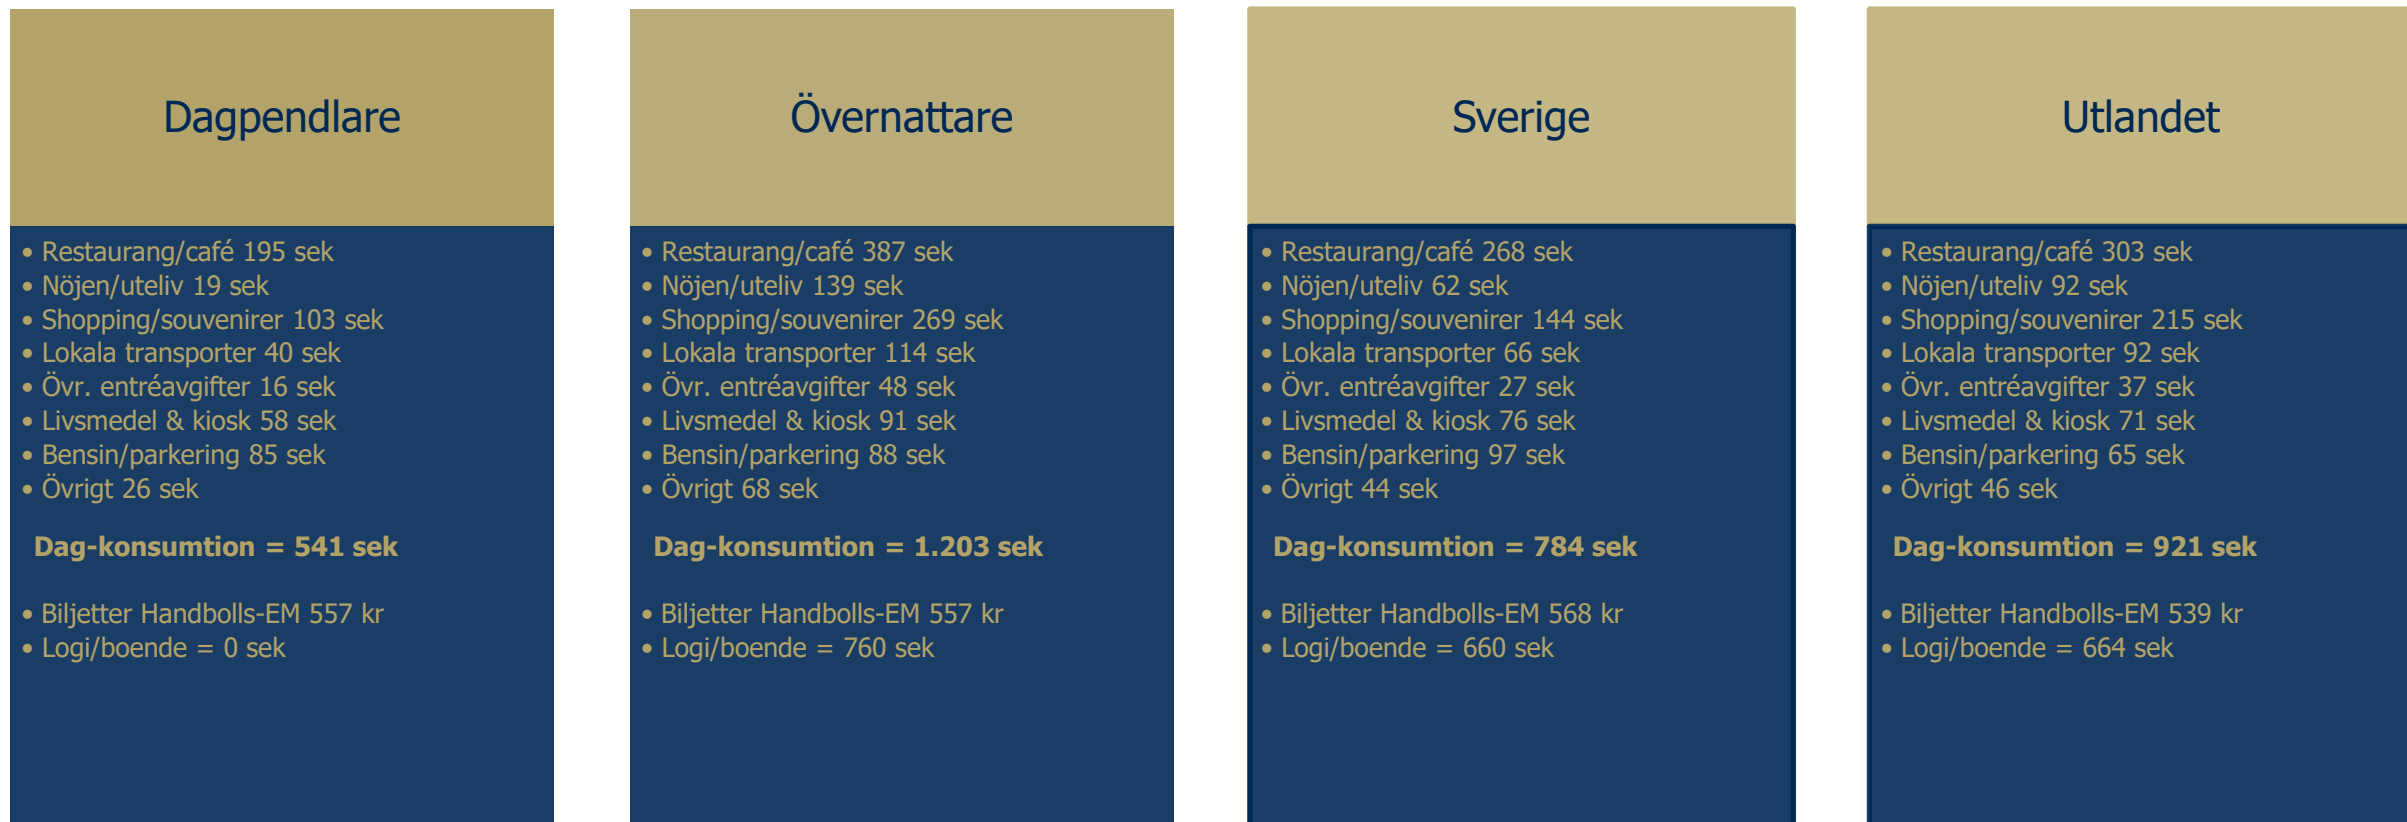 Dagpendlare
• Restaurang/café 195 sek
• Nöjen/uteliv 19 sek
• Shopping/souvenirer 103 sek
• Lokala transporter 40 sek
• Övr. entréavgifter 16 sek
• Livsmedel & kiosk 58 sek
• Bensin/parkering 85 sek
• Övrigt 26 sek
Dag-konsumtion = 541 sek
• Biljetter Handbolls-EM 557 kr
• Logi/boende = 0 sek
Övernattare
• Restaurang/café 387 sek
• Nöjen/uteliv 139 sek
• Shopping/souvenirer 269 sek
• Lokala transporter 114 sek
• Övr. entréavgifter 48 sek
• Livsmedel & kiosk 91 sek
• Bensin/parkering 88 sek
• Övrigt 68 sek
Dag-konsumtion = 1.203 sek
• Biljetter Handbolls-EM 557 kr
• Logi/boende = 760 sek
Sverige
• Restaurang/café 268 sek
• Nöjen/uteliv 62 sek
• Shopping/souvenirer 144 sek
• Lokala transporter 66 sek
• Övr. entréavgifter 27 sek
• Livsmedel & kiosk 76 sek
• Bensin/parkering 97 sek
• Övrigt 44 sek
Dag-konsumtion = 784 sek
• Biljetter Handbolls-EM 568 kr
• Logi/boende = 660 sek
Utlandet
• Restaurang/café 303 sek
• Nöjen/uteliv 92 sek
• Shopping/souvenirer 215 sek
• Lokala transporter 92 sek
• Övr. entréavgifter 37 sek
• Livsmedel & kiosk 71 sek
• Bensin/parkering 65 sek
• Övrigt 46 sek
Dag-konsumtion = 921 sek
• Biljetter Handbolls-EM 539 kr
• Logi/boende = 664 sek